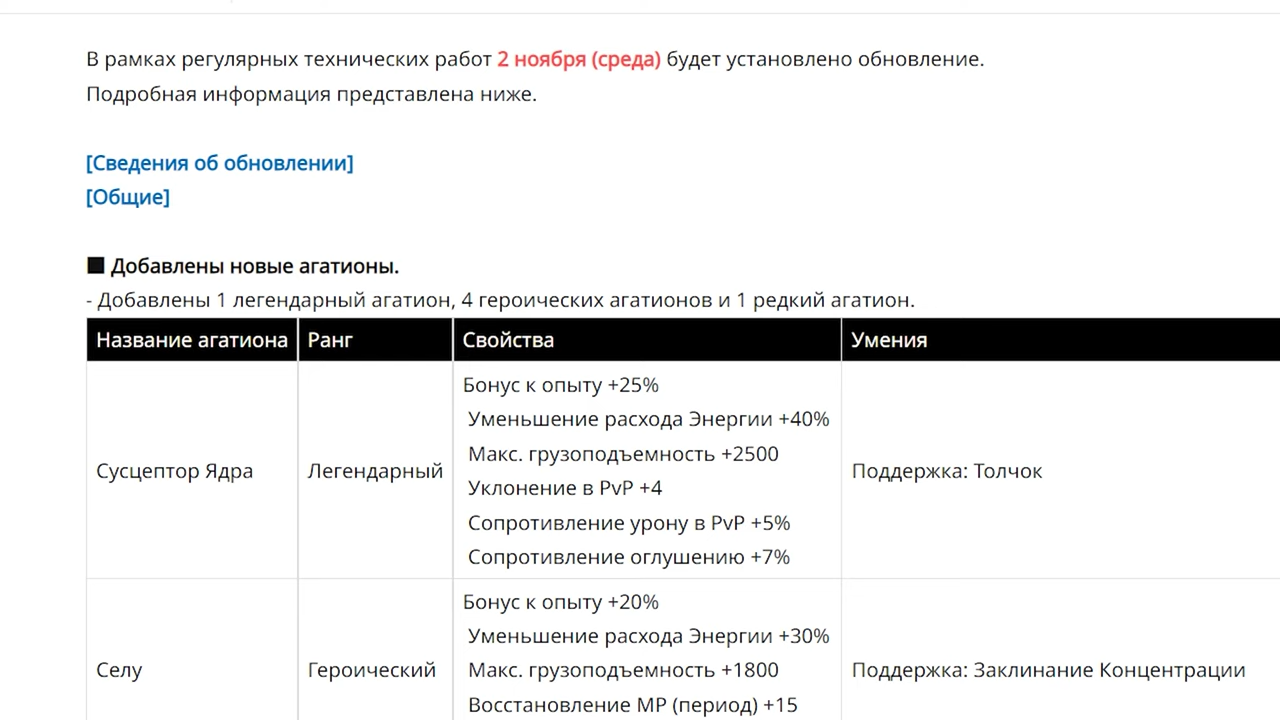 В рамках регулярных технических работ 2 ноября (среда) будет установлено обновление.
Подробная информация представлена ниже.
[Сведения об обновлении]
[Общие]
■ Добавлены новые агатионы.
- Добавлены 1 легендарный агатион, 4 героических агатионов и 1 редкий агатион.
Название агатиона Ранг Свойства Умения
Бонус к опыту +25%
Уменьшение расхода Энергии +40%
Макс. грузоподъемность +2500
Сусцептор Ядра Легендарный Поддержка: Толчок
Уклонение в PvP +4
Сопротивление урону в PvP +5%
Сопротивление оглушению +7%
Бонус к опыту +20%
Уменьшение расхода Энергии +30%
Селу Героический Макс. грузоподъемность +1800 Поддержка: Заклинание Концентрации
Восстановление MP (период) +15